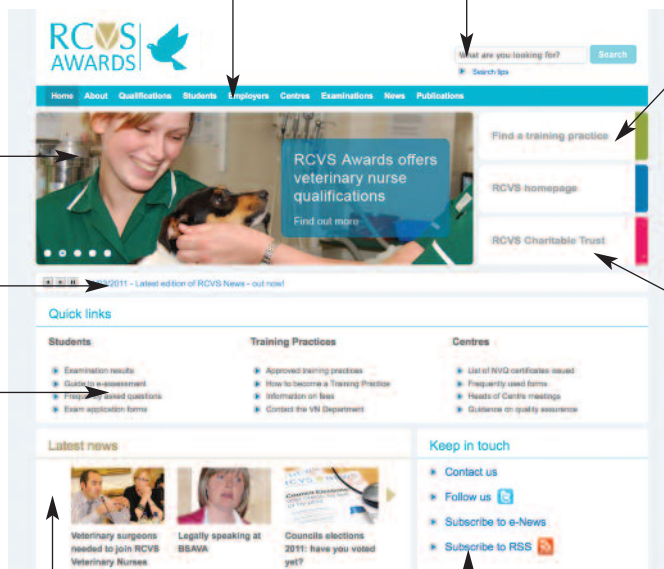 RCVS
AWARDS
What are you looking for?
Search
Search tips
Home About Qualifications Students Employers Centres Examinations News Publications
RCVS Awards offers
veterinary nurse
qualifications
Find out more
Find a training practice
RCVS homepage
RCVS Charitable Trust
/2011 - Latest edition of RCVS News - out now!
Quick links
Students
Examination results
Guide to e-assessment
Frequently asked questions
Exam application forms
Training Practices
Approved training practices
How to become a Training Practice
Information on fees
Contact the VN Department
Centres
List of NVQ certificates issued
Frequently used forms
Heads of Centre meetings
Guidance on quality assurance
Latest news
Veterinary surgeons
needed to join RCVS
Veterinary Nurses
Legally speaking at
BSAVA
RCVS NEWS
Councils Elections
Councils elections
2011: have you voted
yet?
Keep in touch
Contact us
Follow us
Subscribe to e-News
Subscribe to RSS